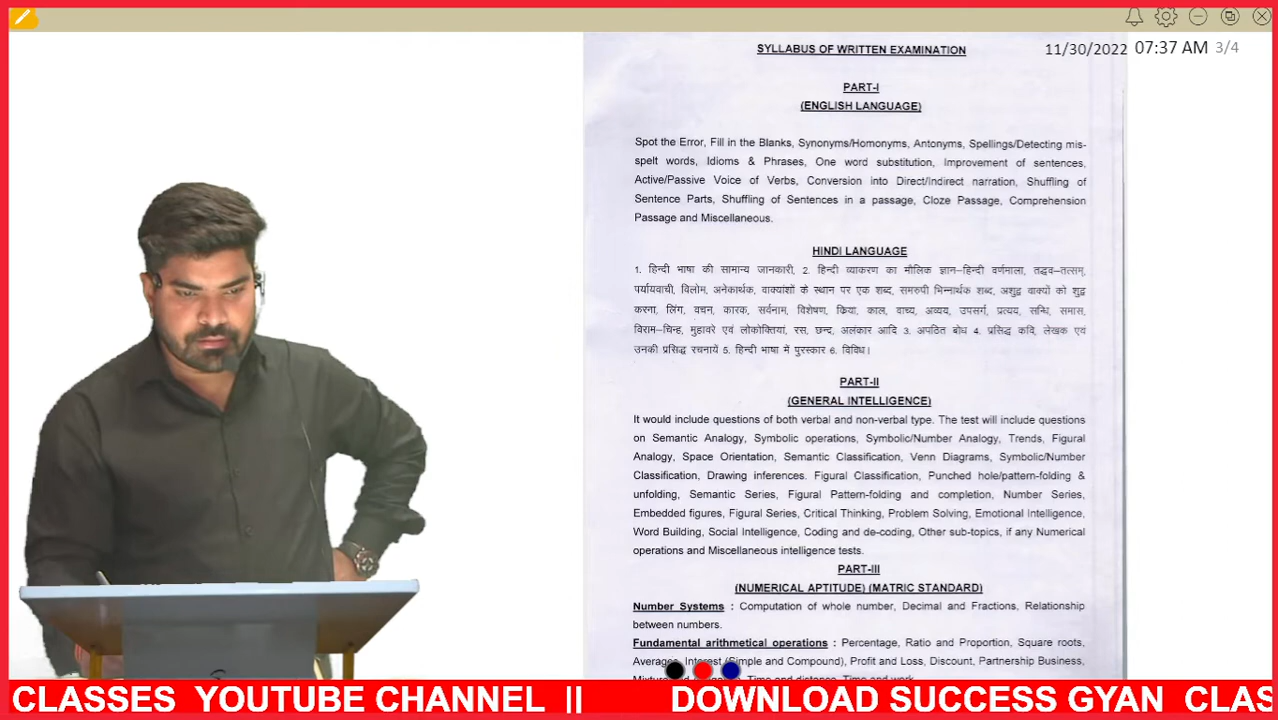 11/30/2022 07:37 AM 3/4
SYLLABUS OF WRITTEN EXAMINATION
PART-I
(ENGLISH LANGUAGE)
Spot the Error, Fill in the Blanks, Synonyms/Homonyms, Antonyms, Spellings/Detecting mis-
spelt words, Idioms & Phrases, One word substitution, Improvement of sentences,
Active/Passive Voice of Verbs, Conversion into Direct/Indirect narration, Shuffling of
Sentence Parts, Shuffling of Sentences in a passage, Cloze Passage, Comprehension
Passage and Miscellaneous.
HINDI LANGUAGE
1. हिन्दी भाषा की सामान्य जानकारी, 2. हिन्दी व्याकरण का मौलिक ज्ञान–हिन्दी वर्णमाला, तद्भव–तत्सम,
पर्यायवाची, विलोम, अनेकार्थक, वाक्यांशों के स्थान पर एक शब्द, समरुपी भिन्नार्थक शब्द, अशुद्ध वाक्यों को शुद्ध
करना, लिंग, वचन, कारक, सर्वनाम, विशेषण, क्रिया, काल, वाच्य, अव्यय, उपसर्ग, प्रत्यय, सन्धि, समास,
विराम–चिन्ह, मुहावरे एवं लोकोक्तियां, रस, छन्द, अलंकार आदि 3. अपठित बोध 4. प्रसिद्ध कवि, लेखक एवं
उनकी प्रसिद्ध रचनायें 5. हिन्दी भाषा में पुरस्कार 6. विविध।
PART-II
(GENERAL INTELLIGENCE)
It would include questions of both verbal and non-verbal type. The test will include questions
on Semantic Analogy, Symbolic operations, Symbolic/Number Analogy, Trends, Figural
Analogy, Space Orientation, Semantic Classification, Venn Diagrams, Symbolic/Number
Classification, Drawing inferences. Figural Classification, Punched hole/pattern-folding &
unfolding, Semantic Series, Figural Pattern-folding and completion, Number Series,
Embedded figures, Figural Series, Critical Thinking, Problem Solving, Emotional Intelligence,
Word Building, Social Intelligence, Coding and de-coding, Other sub-topics, if any Numerical
operations and Miscellaneous intelligence tests.
PART-III
(NUMERICAL APTITUDE) (MATRIC STANDARD)
Number Systems : Computation of whole number, Decimal and Fractions, Relationship
between numbers.
Fundamental arithmetical operations : Percentage, Ratio and Proportion, Square roots,
Averages, Interest (Simple and Compound), Profit and Loss, Discount, Partnership Business,
Time and distance, Time and work
CLASSES YOUTUBE CHANNEL || DOWNLOAD SUCCESS GYAN CLAS